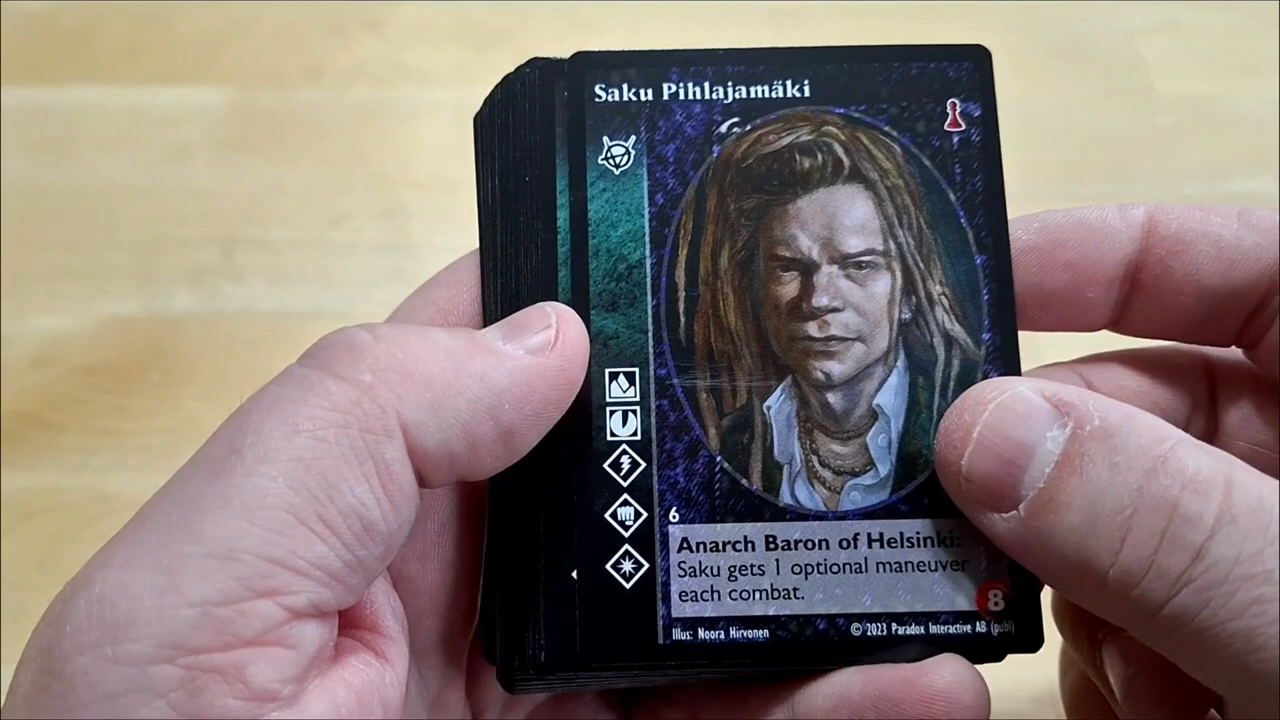 Saku Pihlajamäki
6
Anarch Baron of Helsinki:
Saku gets 1 optional maneuver
each combat.
8
Illus: Noora Hirvonen
© 2023 Paradox Interactive AB (publ)